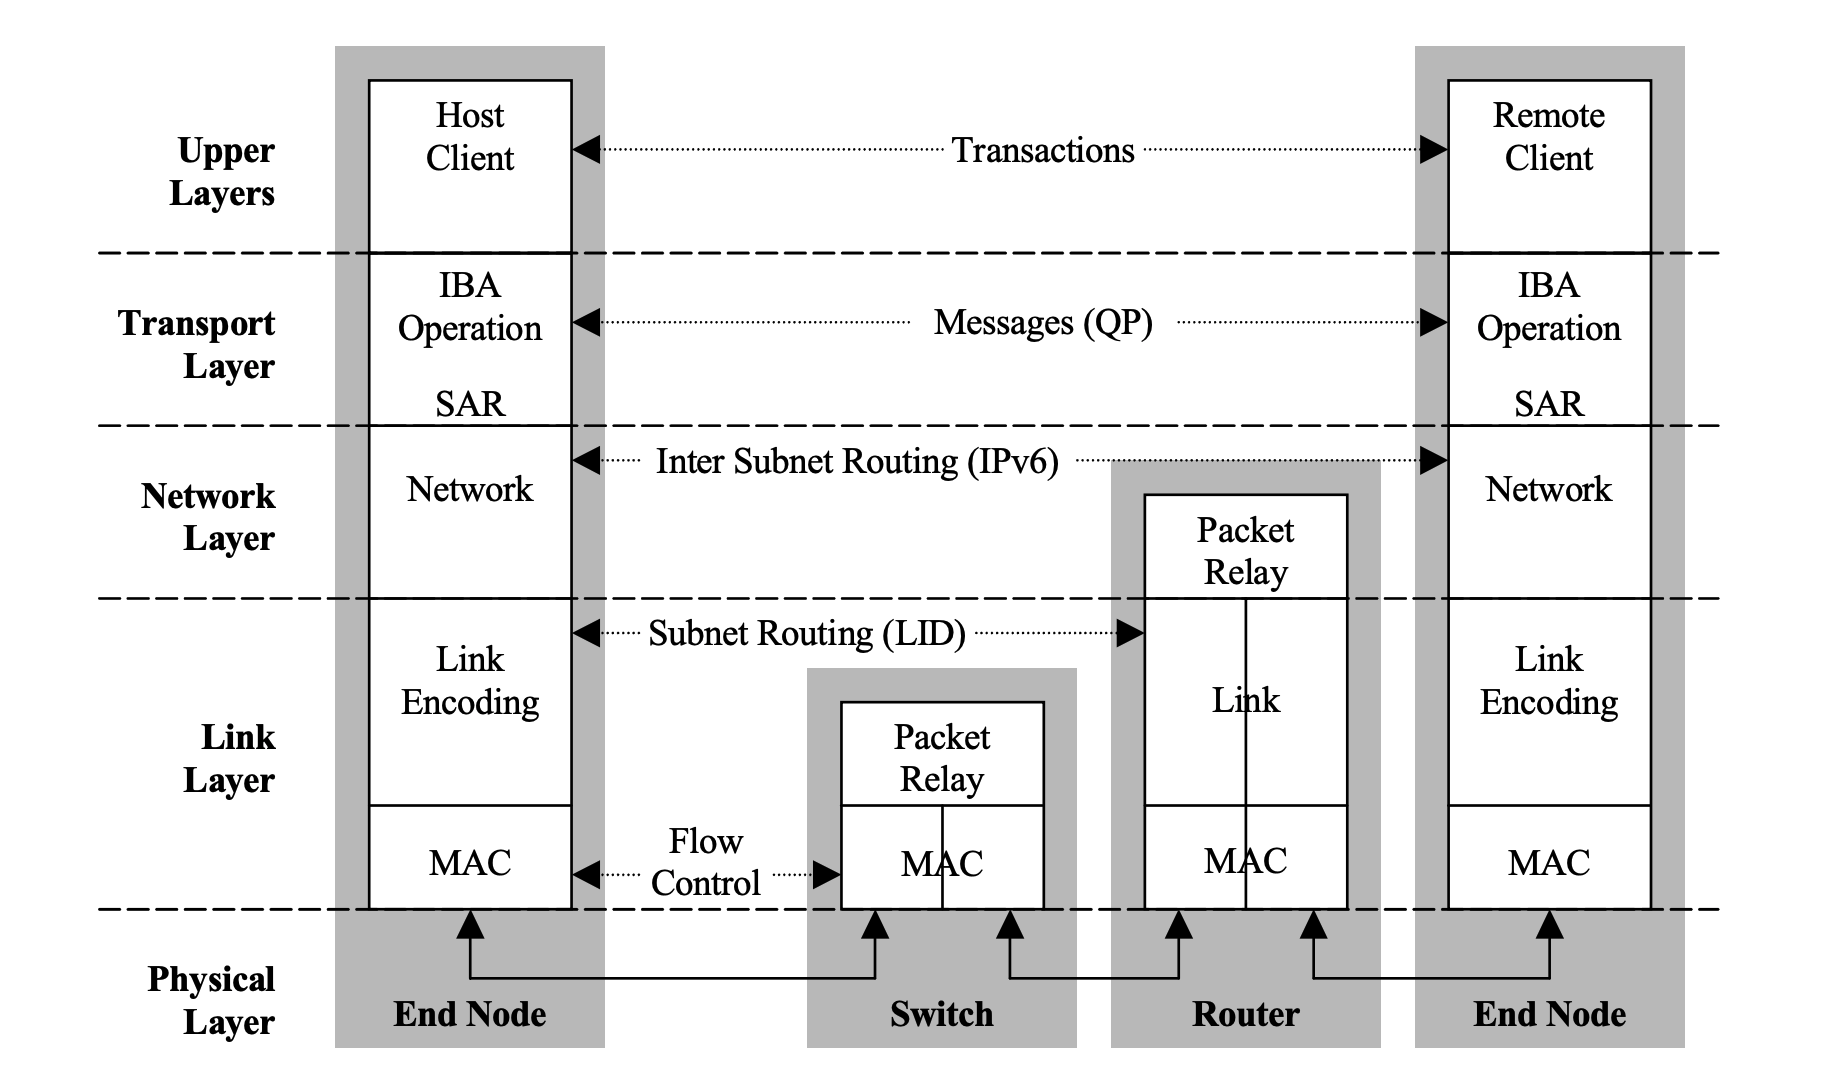 Upper
Layers
Host
Client
Transactions
Remote
Client
Transport
Layer
IBA
Operation
SAR
Messages (QP)
IBA
Operation
SAR
Network
Layer
Network
Inter Subnet Routing (IPv6)
Packet
Relay
Network
Link
Layer
Link
Encoding
Subnet Routing (LID)
Packet
Relay
Link
Link
Encoding
MAC
Flow
Control
MAC
MAC
MAC
Physical
Layer
End Node
Switch
Router
End Node